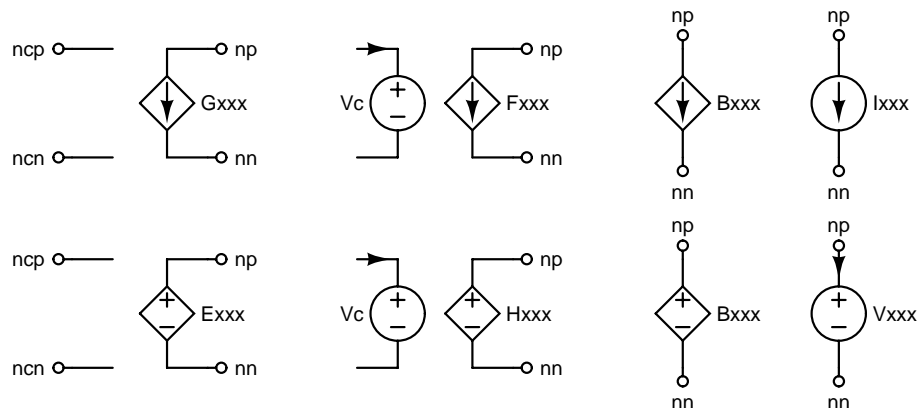 np np
ncp np np
Gxxx Vc + − Fxxx Bxxx Ixxx
ncn nn nn
nn nn
np np
ncp np np
+ − Exxx Vc + − + − Hxxx + − Bxxx + − Vxxx
ncn nn nn
nn nn